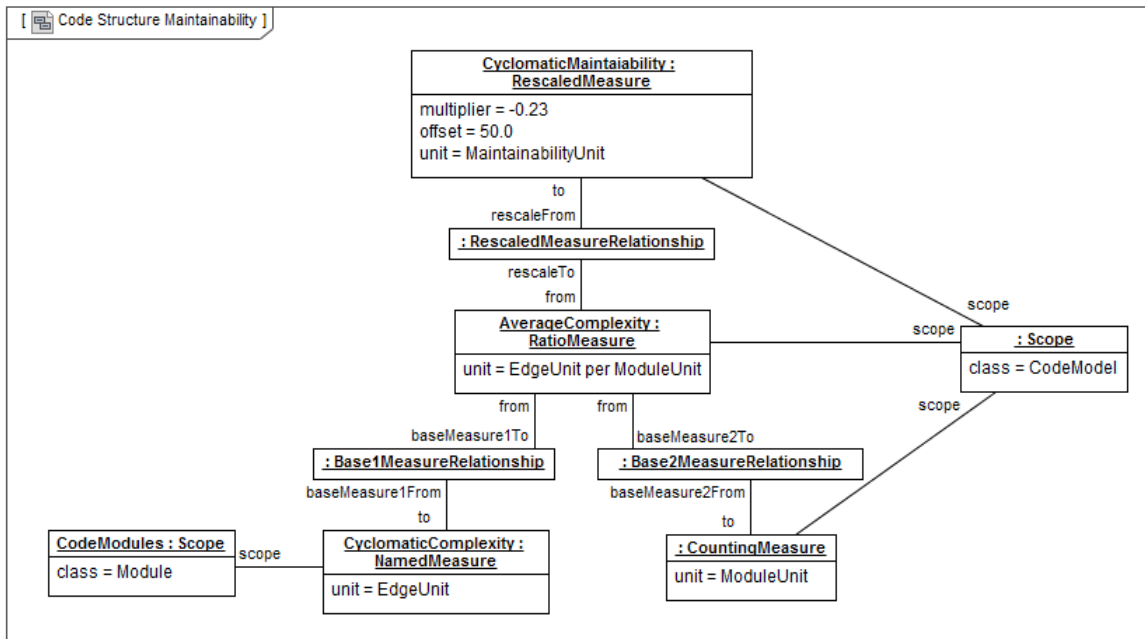 [ Code Structure Maintainability ]
CyclomaticMaintaiability :
RescaledMeasure
multiplier = -0.23
offset = 50.0
unit = MaintainabilityUnit
to
rescaleFrom
: RescaledMeasureRelationship
rescaleTo
from
scope
AverageComplexity :
RatioMeasure
unit = EdgeUnit per ModuleUnit
scope
: Scope
class = CodeModel
scope
from
from
baseMeasure1To
baseMeasure2To
: Base1MeasureRelationship
: Base2MeasureRelationship
baseMeasure1From
baseMeasure2From
to
to
CodeModules : Scope
class = Module
scope
CyclomaticComplexity :
NamedMeasure
unit = EdgeUnit
: CountingMeasure
unit = ModuleUnit